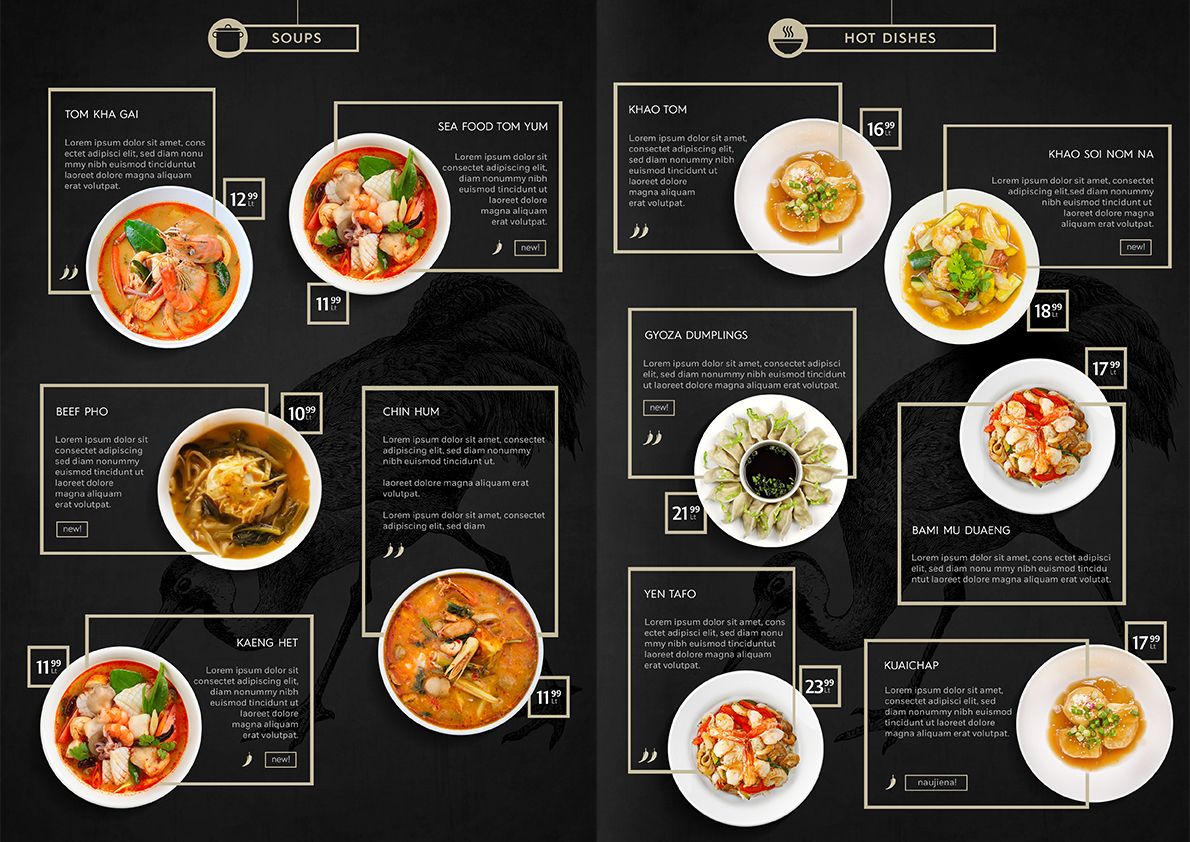 SOUPS
TOM KHA GAI
Lorem ipsum dolor sit amet, cons
ectet adipisci elit, sed diam nonu
mmy nibh euismod tinciduntut
laoreet dolore magna aliquam
erat volutpat.
12 99 Lt
SEA FOOD TOM YUM
Lorem ipsum dolor sit amet,
consectet adipiscing elit, sed
diam nonummy nibh
euismod tincidunt ut
laoreet dolore
magna aliquam
erat volutpat.
new!
11 99 Lt
BEEF PHO
Lorem ipsum dolor sit
amet, consectet adipiscing
sed diam nonummy nibh
euismod tincidunt ut
magna aliquam
erat volutpat.
new!
10 99 Lt
CHIN HUM
Lorem ipsum dolor sit amet, consectet
adipiscing elit, sed diam nonummy
nibh euismod tincidunt ut.
laoreet dolore magna aliquam erat
volutpat.
Lorem ipsum dolor sit amet, consectet
adipiscing elit, sed diam
11 99 Lt
KAENG HET
Lorem ipsum dolor sit
amet, consectet adipiscing elit,
sed diam nonummy nibh
euismod tincidunt ut
laoreet dolore
magna aliquam
erat volutpat.
new!
11 99 Lt
HOT DISHES
KHAO TOM
Lorem ipsum dolor sit amet,
consectet adipiscing elit,
sed diam nonummy nibh
euismod tincidunt ut
laoreet dolore
magna aliquam
erat volutpat.
16 99 Lt
KHAO SOI NOM NA
Lorem ipsum dolor sit amet, consectet
adipiscing elit,sed diam nonummy
nibh euismod tincidunt ut
laoreet dolore magna
aliquam erat volutpat.
new!
18 99 Lt
GYOZA DUMPLINGS
Lorem ipsum dolor sit amet, consectet adipiscing
elit, sed diam nonummy nibh euismod tincidunt
ut laoreet dolore magna aliquam erat volutpat.
new!
21 99 Lt
17 99 Lt
BAMI MU DUAENG
Lorem ipsum dolor sit amet, cons ectet adipisci
elit, sed diam nonu mmy nibh euismod tincidu
ntut laoreet dolore magna aliquam erat volutpat.
YEN TAFO
Lorem ipsum dolor sit amet,
consectet adipiscing elit, sed diam
nonummy nibh euismod tincidunt ut
laoreet dolore magna aliquam
erat volutpat.
23 99 Lt
KUAICHAP
Lorem ipsum dolor sit amet,
consectet adipiscing elit, sed
diam nonummy nibh euismod
tincidunt ut laoreet dolore
magna aliquam erat volutpat.
naujiena!
17 99 Lt